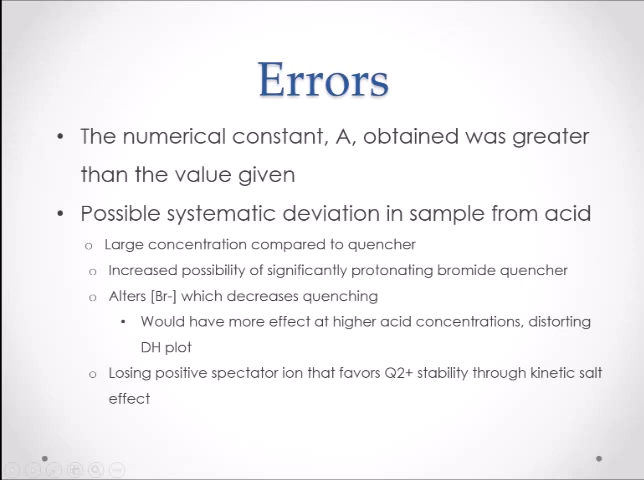 Errors
• The numerical constant, A, obtained was greater
than the value given
• Possible systematic deviation in sample from acid
o Large concentration compared to quencher
o Increased possibility of significantly protonating bromide quencher
o Alters [Br-] which decreases quenching
• Would have more effect at higher acid concentrations, distorting
DH plot
o Losing positive spectator ion that favors Q2+ stability through kinetic salt
effect